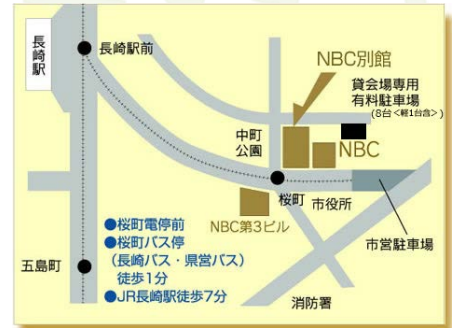 長崎駅
長崎駅前
NBC別館
貸会場専用
有料駐車場
(8台<軽1台含>)
中町
公園
NBC
桜町
市役所
NBC第3ビル
市営駐車場
●桜町電停前
●桜町バス停
(長崎バス・県営バス)
徒歩1分
●JR長崎駅徒歩7分
五島町
消防署